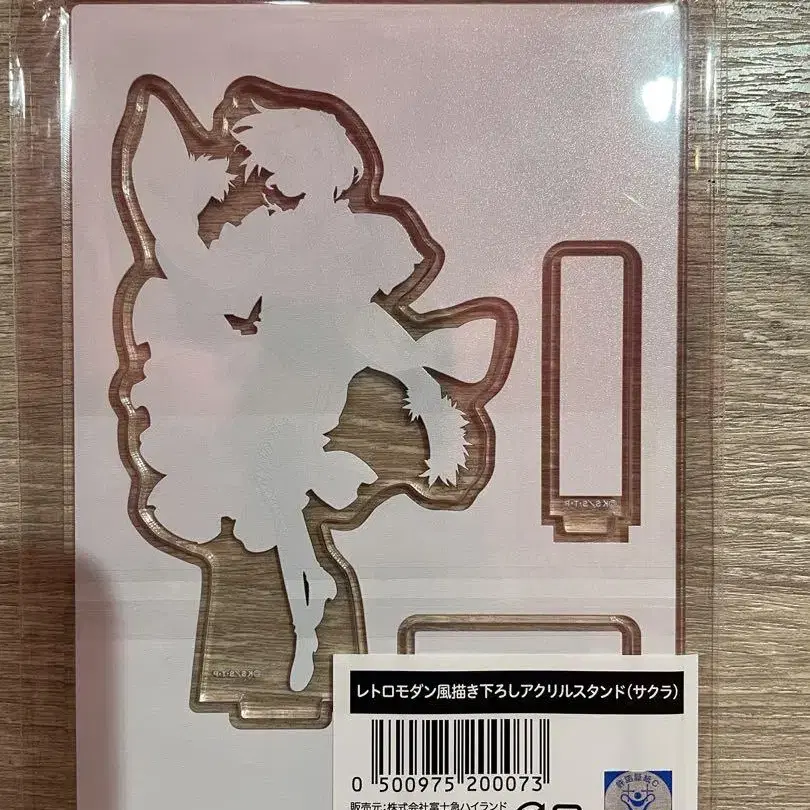 ©KS/S・T・P
©KS/S・T・P
レトロモダン風描き下ろしアクリルスタンド(サクラ)
0 500975 200073
販売元:株式会社富士急ハイランド